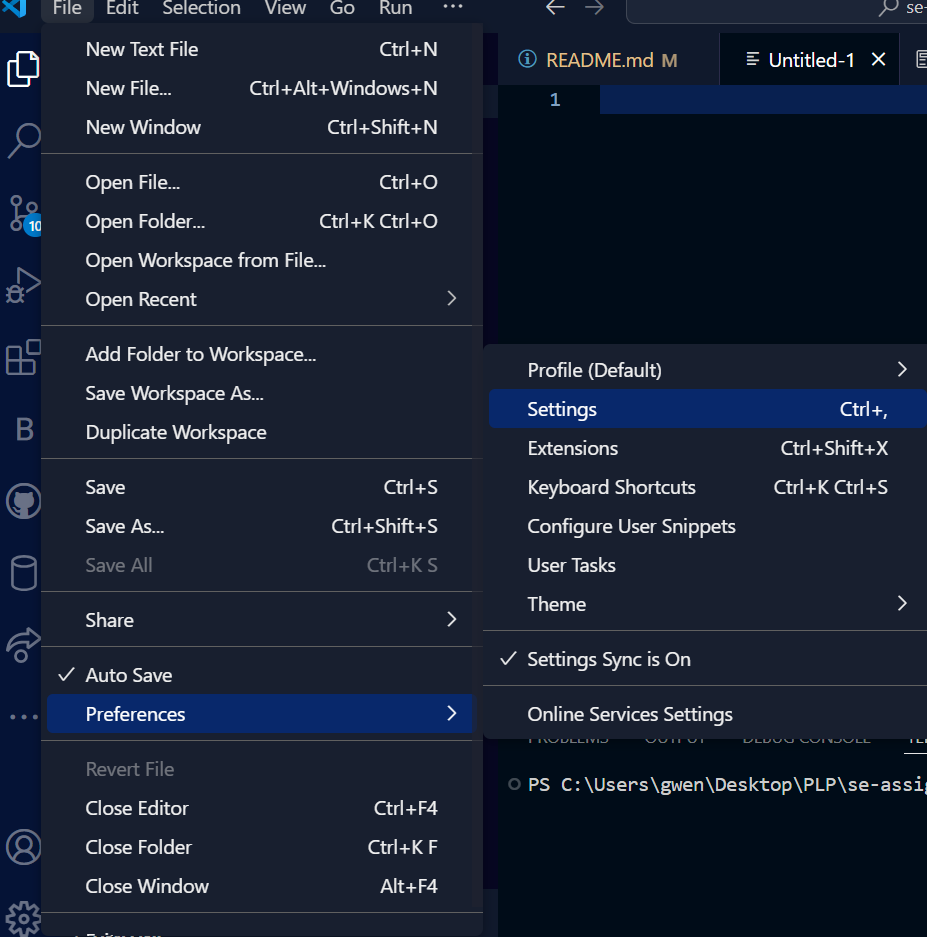 File Edit Selection View Go Run ···
se-
README.md M
Untitled-1
1
10
B
New Text File Ctrl+N
New File... Ctrl+Alt+Windows+N
New Window Ctrl+Shift+N
Open File... Ctrl+O
Open Folder... Ctrl+K Ctrl+O
Open Workspace from File...
Open Recent
Add Folder to Workspace...
Save Workspace As...
Duplicate Workspace
Save Ctrl+S
Save As... Ctrl+Shift+S
Save All Ctrl+K S
Share
Auto Save
Preferences
Revert File
Close Editor Ctrl+F4
Close Folder Ctrl+K F
Close Window Alt+F4
Profile (Default)
Settings Ctrl+,
Extensions Ctrl+Shift+X
Keyboard Shortcuts Ctrl+K Ctrl+S
Configure User Snippets
User Tasks
Theme
Settings Sync is On
Online Services Settings
PROBLEMS OUTPUT DEBUG CONSOLE
PS C:\Users\gwen\Desktop\PLP\se-assig